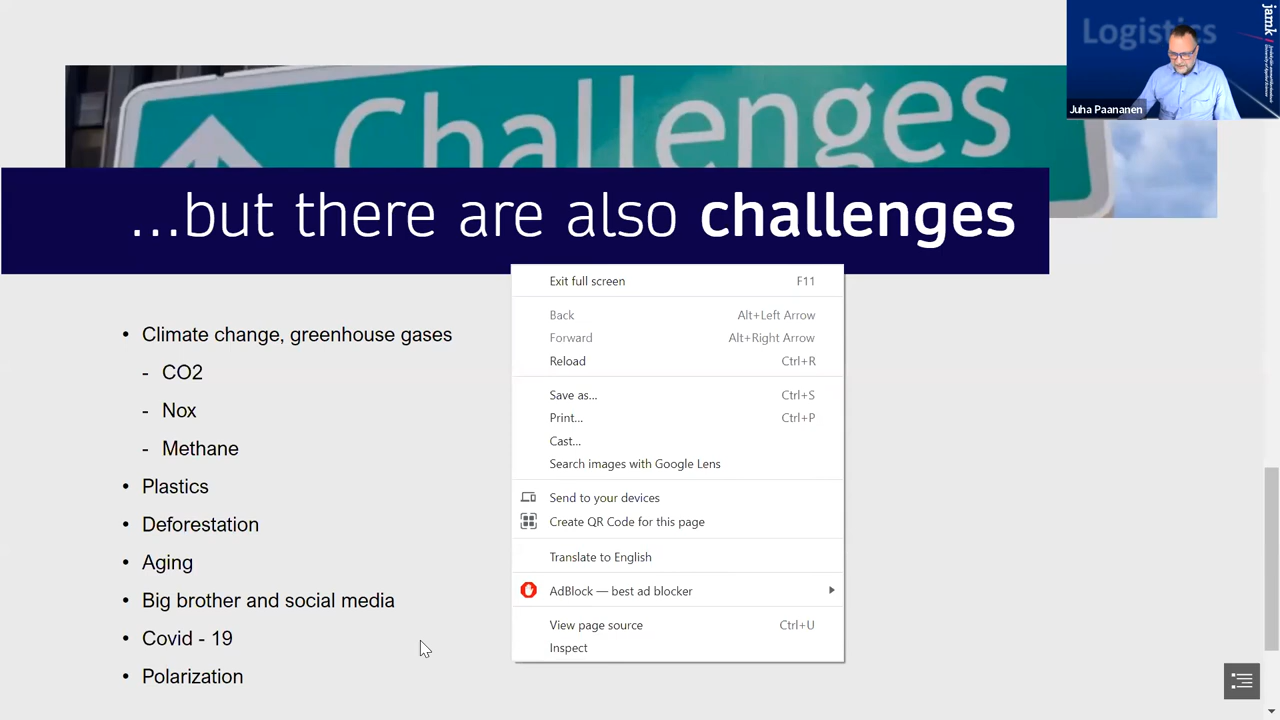 Logistics
jamk
Juha Paananen
Challenges
...but there are also challenges
• Climate change, greenhouse gases
- CO2
- Nox
- Methane
• Plastics
• Deforestation
• Aging
• Big brother and social media
• Covid - 19
• Polarization
Exit full screen F11
Back Alt+Left Arrow
Forward Alt+Right Arrow
Reload Ctrl+R
Save as... Ctrl+S
Print... Ctrl+P
Cast...
Search images with Google Lens
Send to your devices
Create QR Code for this page
Translate to English
AdBlock — best ad blocker
View page source Ctrl+U
Inspect